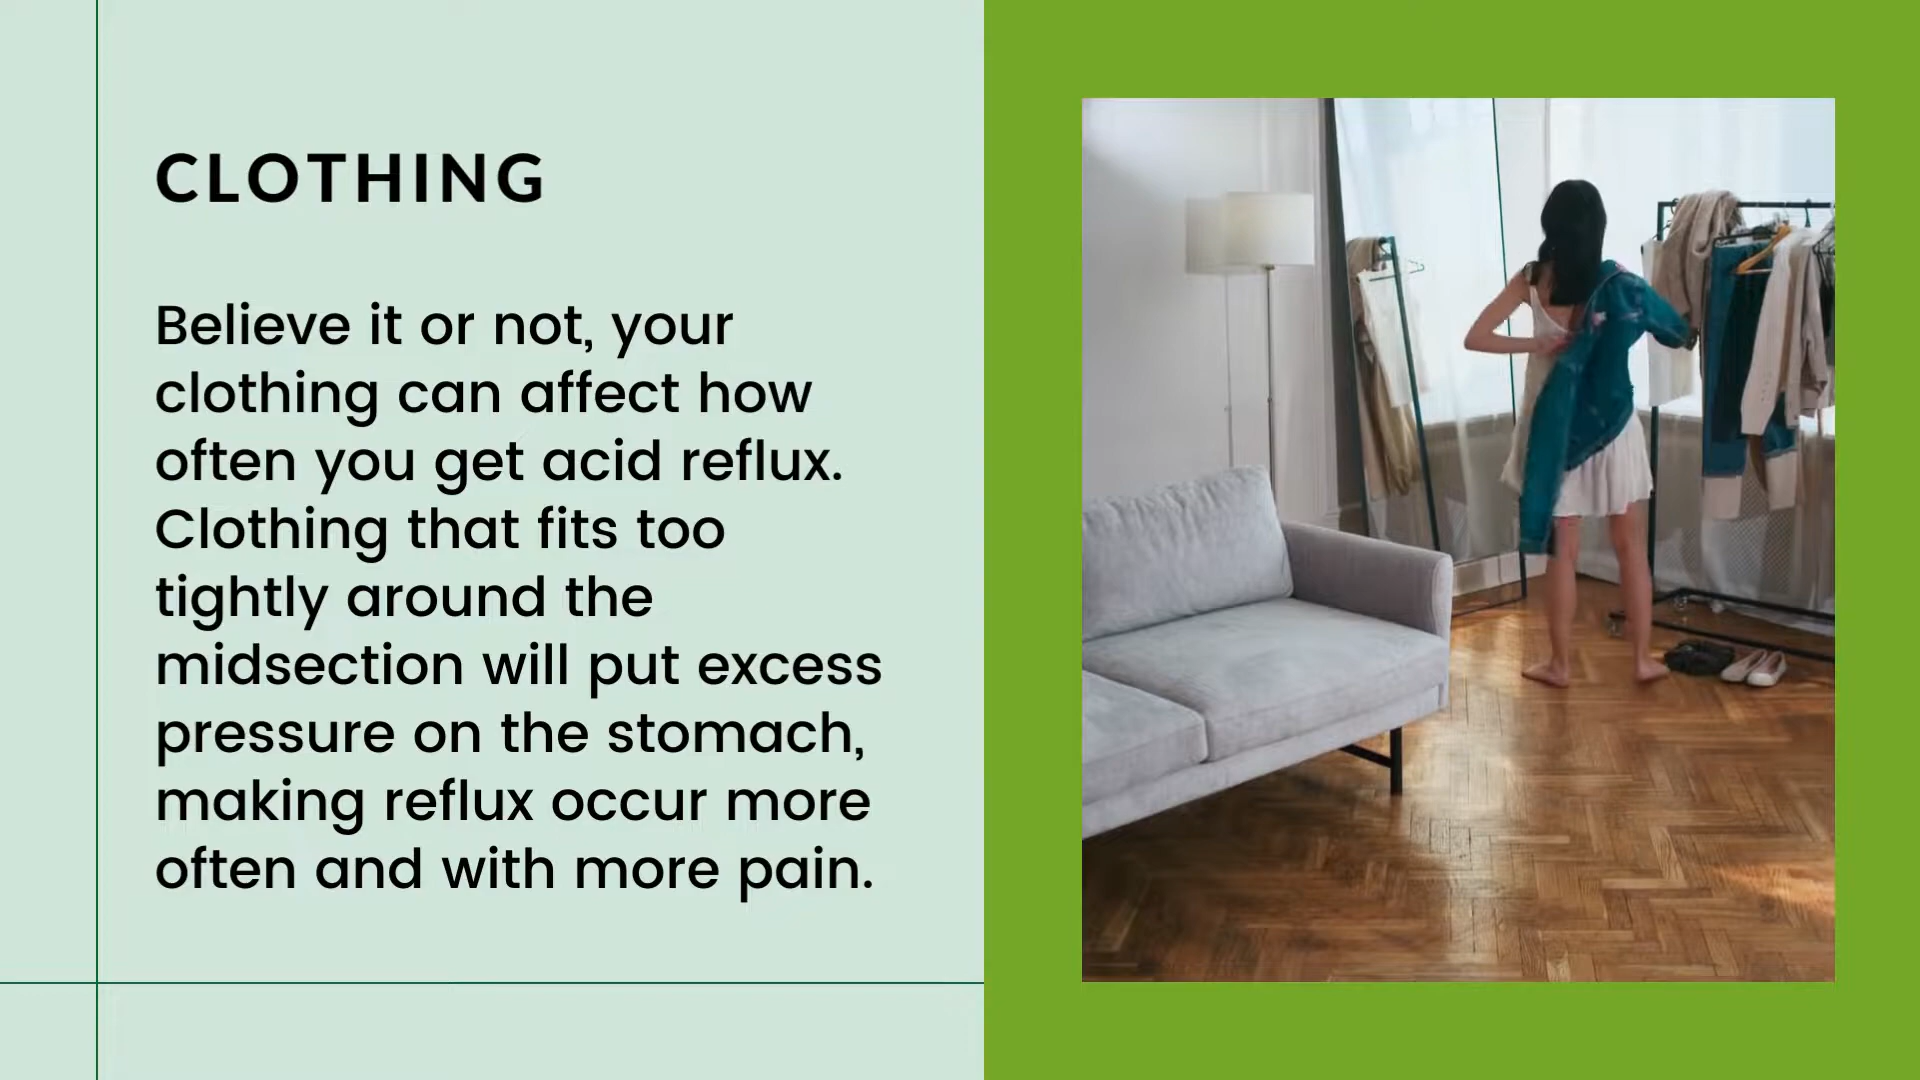 CLOTHING
Believe it or not, your
clothing can affect how
often you get acid reflux.
Clothing that fits too
tightly around the
midsection will put excess
pressure on the stomach,
making reflux occur more
often and with more pain.